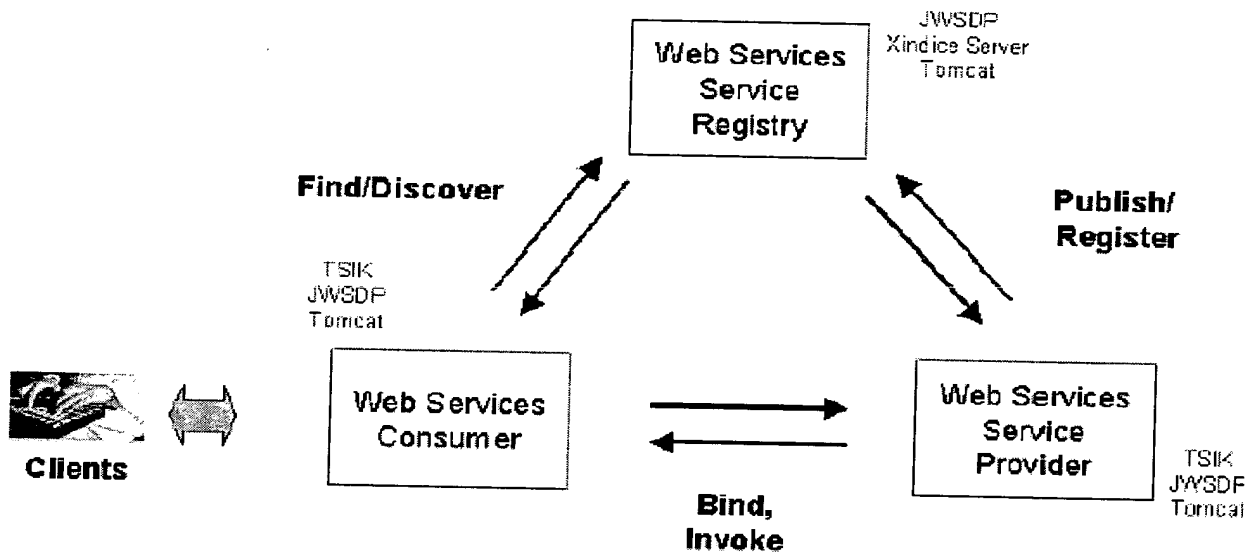 JWSDP
Xindice Server
Tomcat
Web Services
Service
Registry
Find/Discover
Publish/
Register
TSIK
JWSDP
Tomcat
Web Services
Consumer
Web Services
Service
Provider
Clients
TSIK
JWSDP
Tomcat
Bind,
Invoke